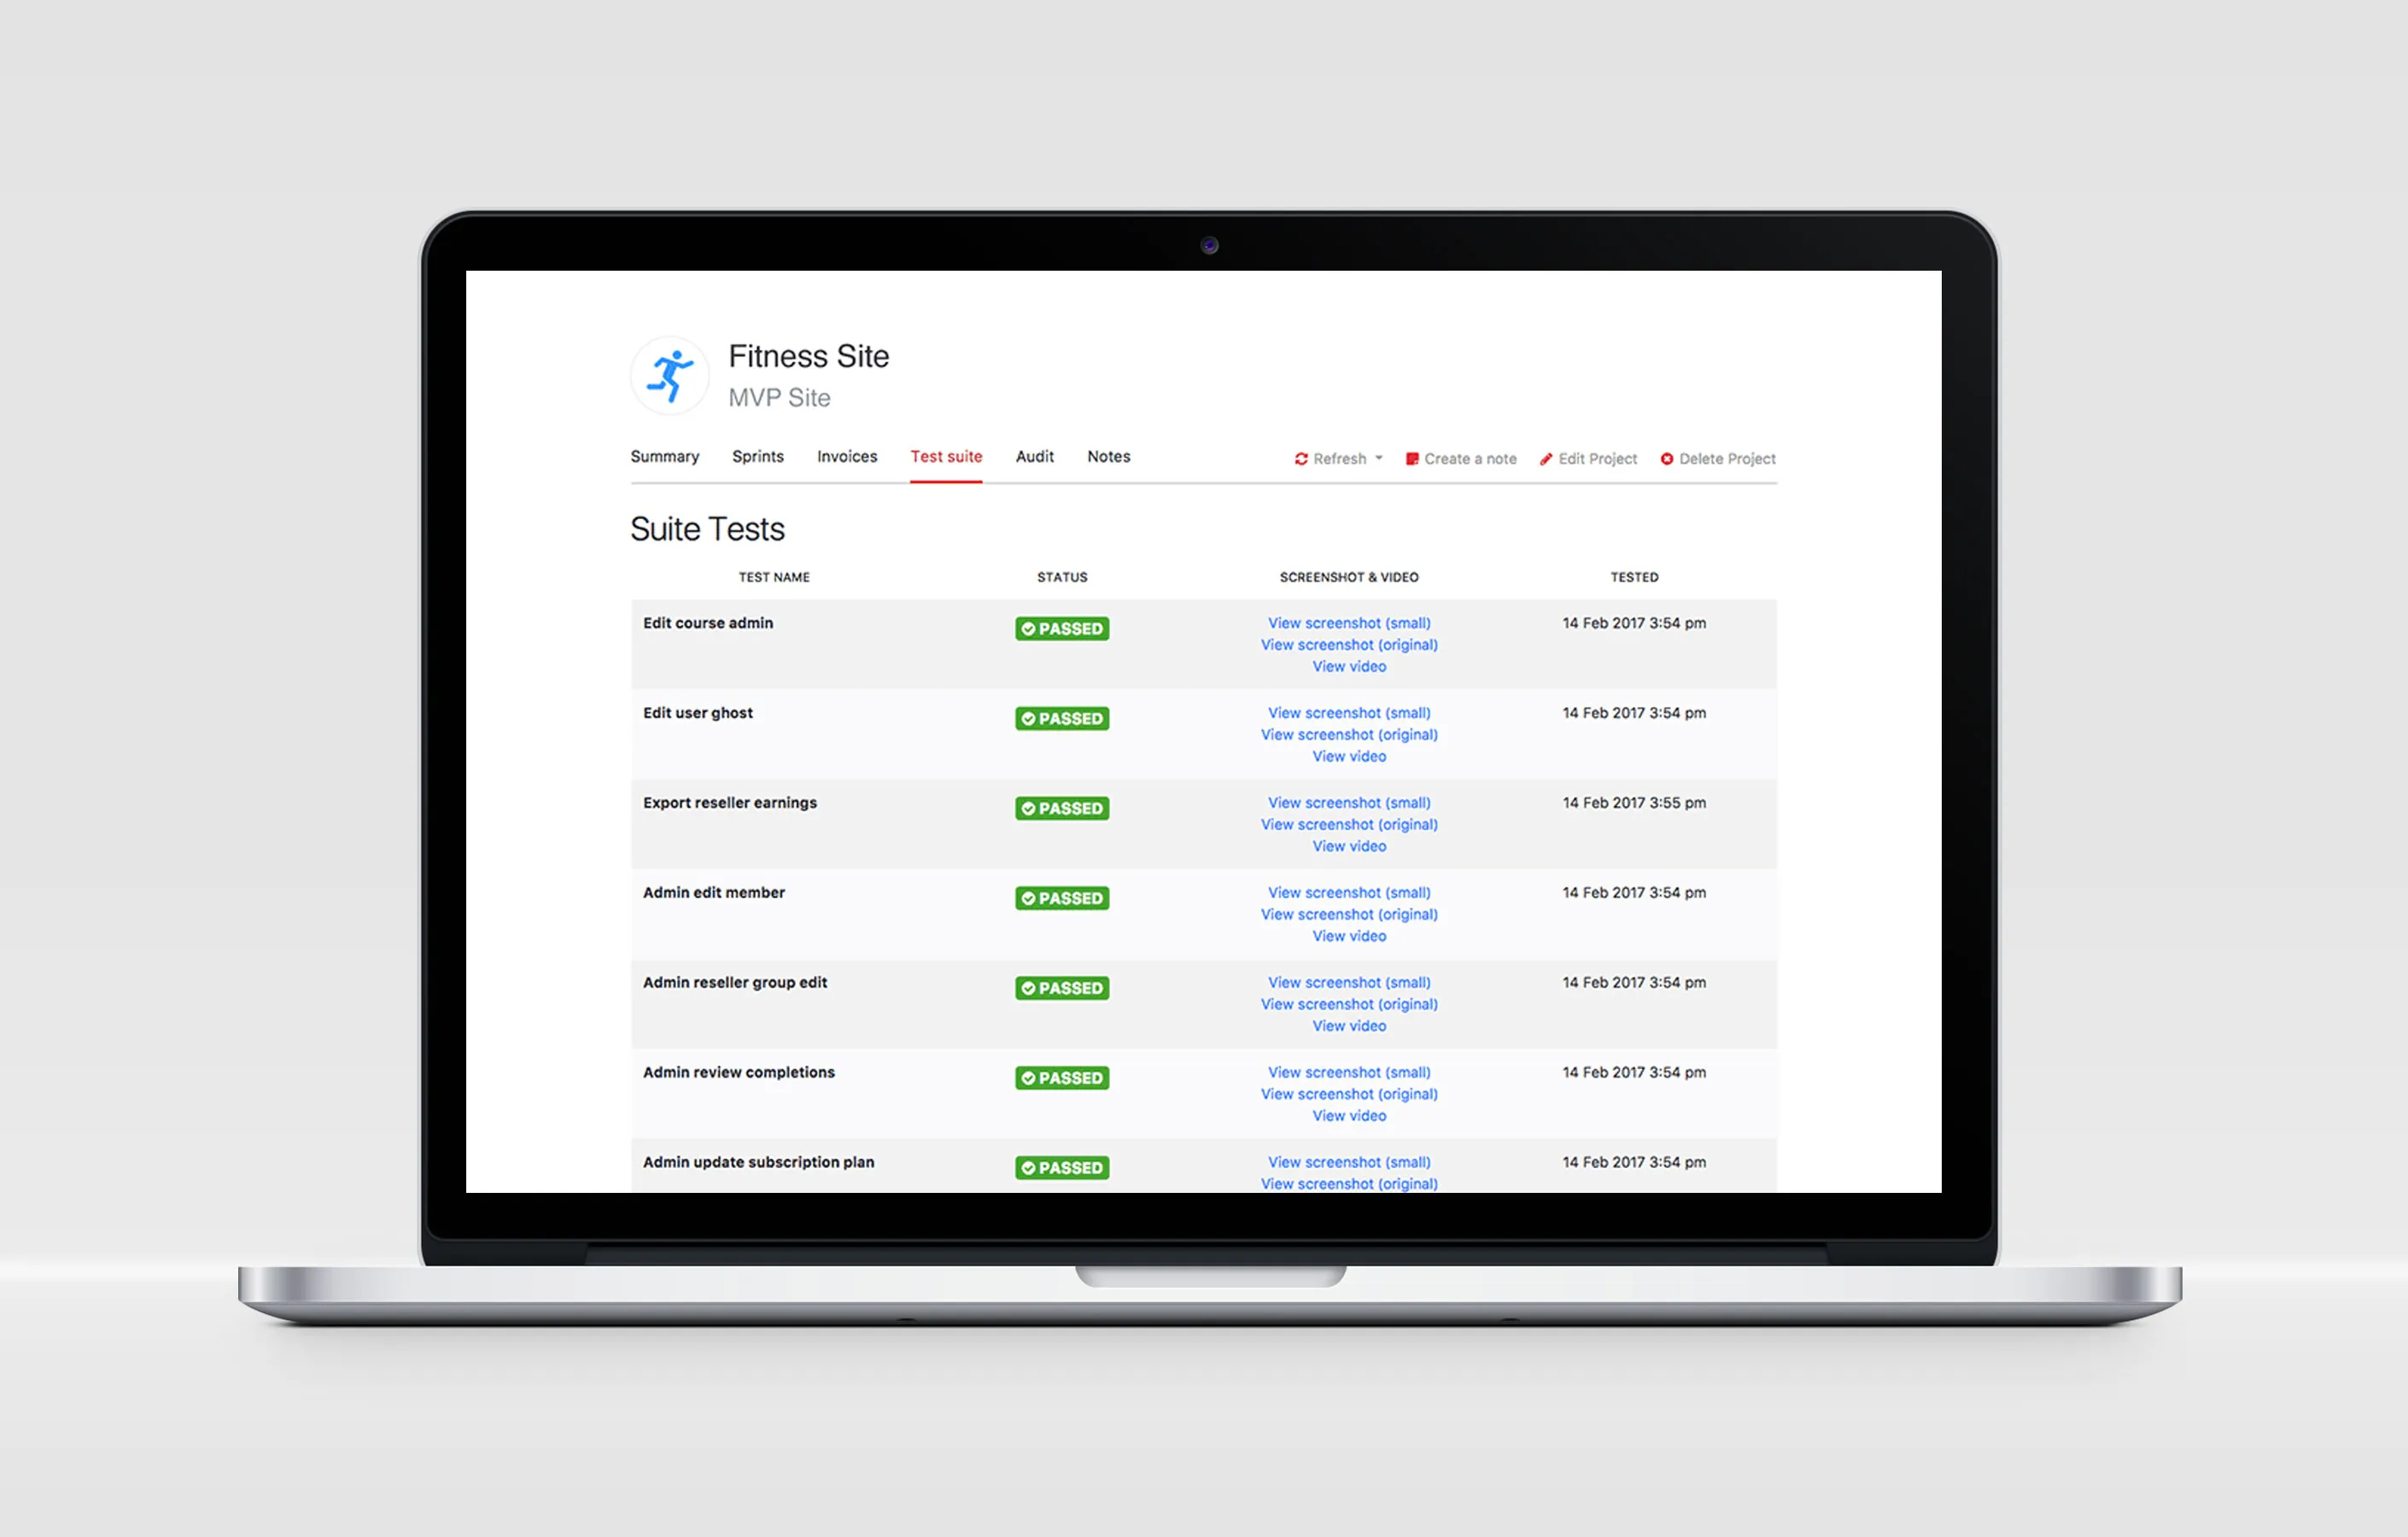 Fitness Site
MVP Site
Summary Sprints Invoices Test suite Audit Notes Refresh Create a note Edit Project Delete Project
Suite Tests
TEST NAME STATUS SCREENSHOT & VIDEO TESTED
Edit course admin PASSED View screenshot (small) 14 Feb 2017 3:54 pm
View screenshot (original)
View video
Edit user ghost PASSED View screenshot (small) 14 Feb 2017 3:54 pm
View screenshot (original)
View video
Export reseller earnings PASSED View screenshot (small) 14 Feb 2017 3:55 pm
View screenshot (original)
View video
Admin edit member PASSED View screenshot (small) 14 Feb 2017 3:54 pm
View screenshot (original)
View video
Admin reseller group edit PASSED View screenshot (small) 14 Feb 2017 3:54 pm
View screenshot (original)
View video
Admin review completions PASSED View screenshot (small) 14 Feb 2017 3:54 pm
View screenshot (original)
View video
Admin update subscription plan PASSED View screenshot (small) 14 Feb 2017 3:54 pm
View screenshot (original)